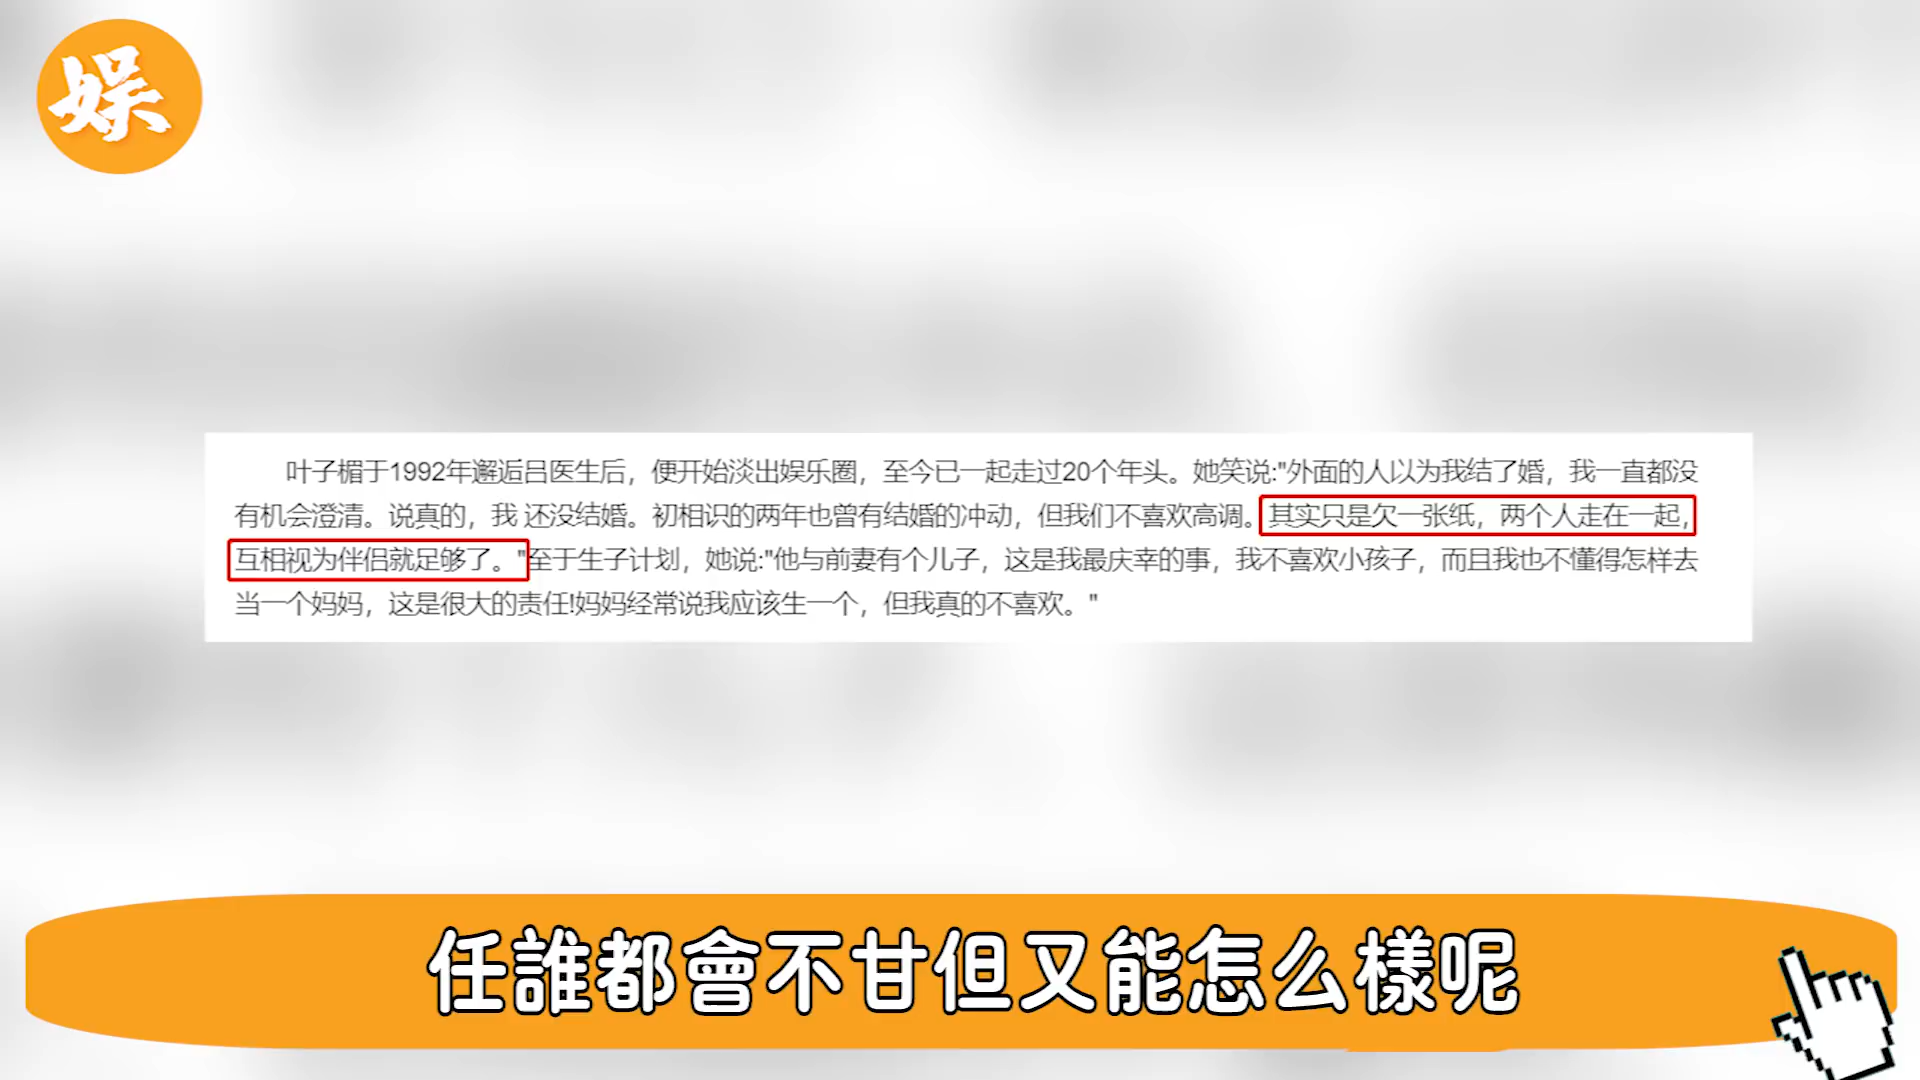 娱
叶子楣于1992年邂逅吕医生后，便开始淡出娱乐圈，至今已一起走过20个年头。她笑说:"外面的人以为我结了婚，我一直都没
有机会澄清。说真的，我 还没结婚。初相识的两年也曾有结婚的冲动，但我们不喜欢高调。其实只是欠一张纸，两个人走在一起，
互相视为伴侣就足够了。"至于生子计划，她说:"他与前妻有个儿子，这是我最庆幸的事，我不喜欢小孩子，而且我也不懂得怎样去
当一个妈妈，这是很大的责任!妈妈经常说我应该生一个，但我真的不喜欢。"
任誰都會不甘但又能怎么樣呢